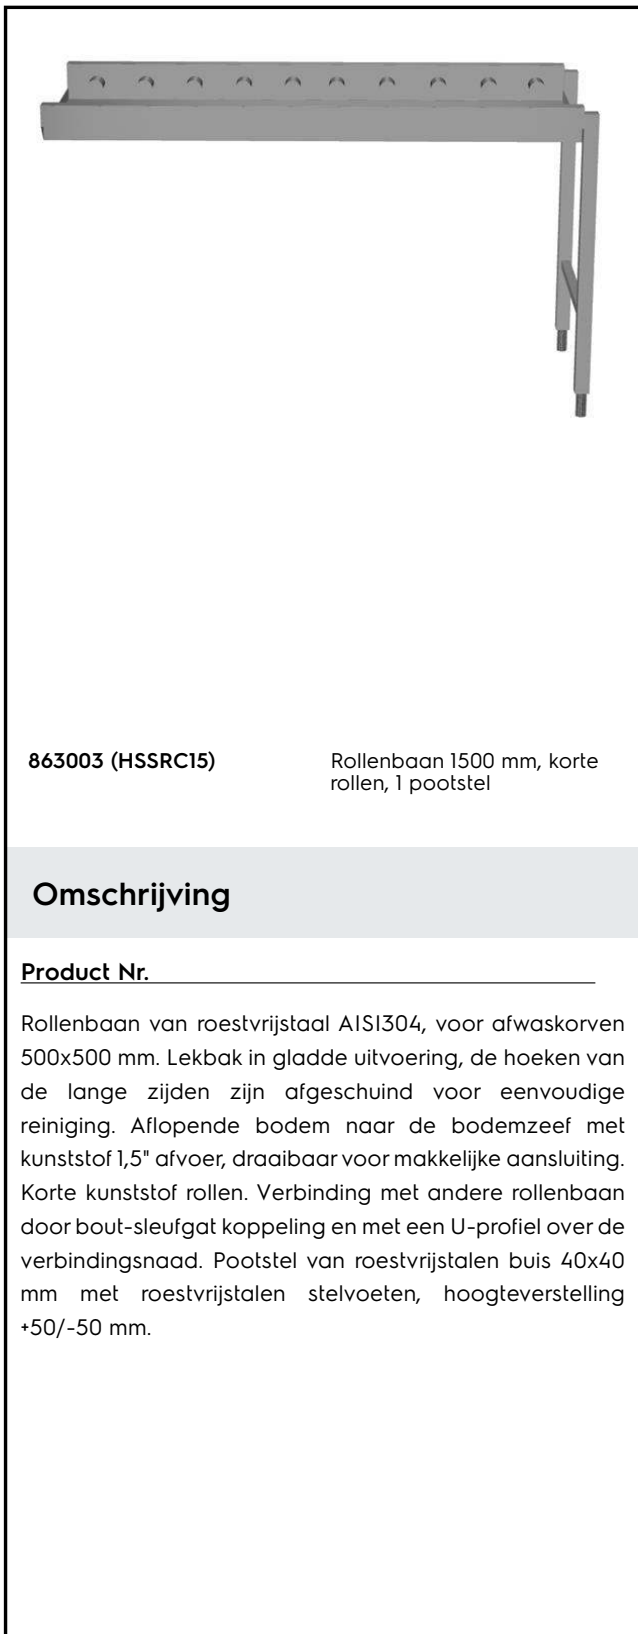 863003 (HSSRC15)
Rollenbaan 1500 mm, korte
rollen, 1 pootstel
Omschrijving
Product Nr.
Rollenbaan van roestvrijstaal AISI304, voor afwaskorven
500x500 mm. Lekbak in gladde uitvoering, de hoeken van
de lange zijden zijn afgeschuind voor eenvoudige
reiniging. Aflopende bodem naar de bodemzeef met
kunststof 1,5" afvoer, draaibaar voor makkelijke aansluiting.
Korte kunststof rollen. Verbinding met andere rollenbaan
door bout-sleufgat koppeling en met een U-profiel over de
verbindingsnaad. Pootstel van roestvrijstalen buis 40x40
mm met roestvrijstalen stelvoeten, hoogteverstelling
+50/-50 mm.